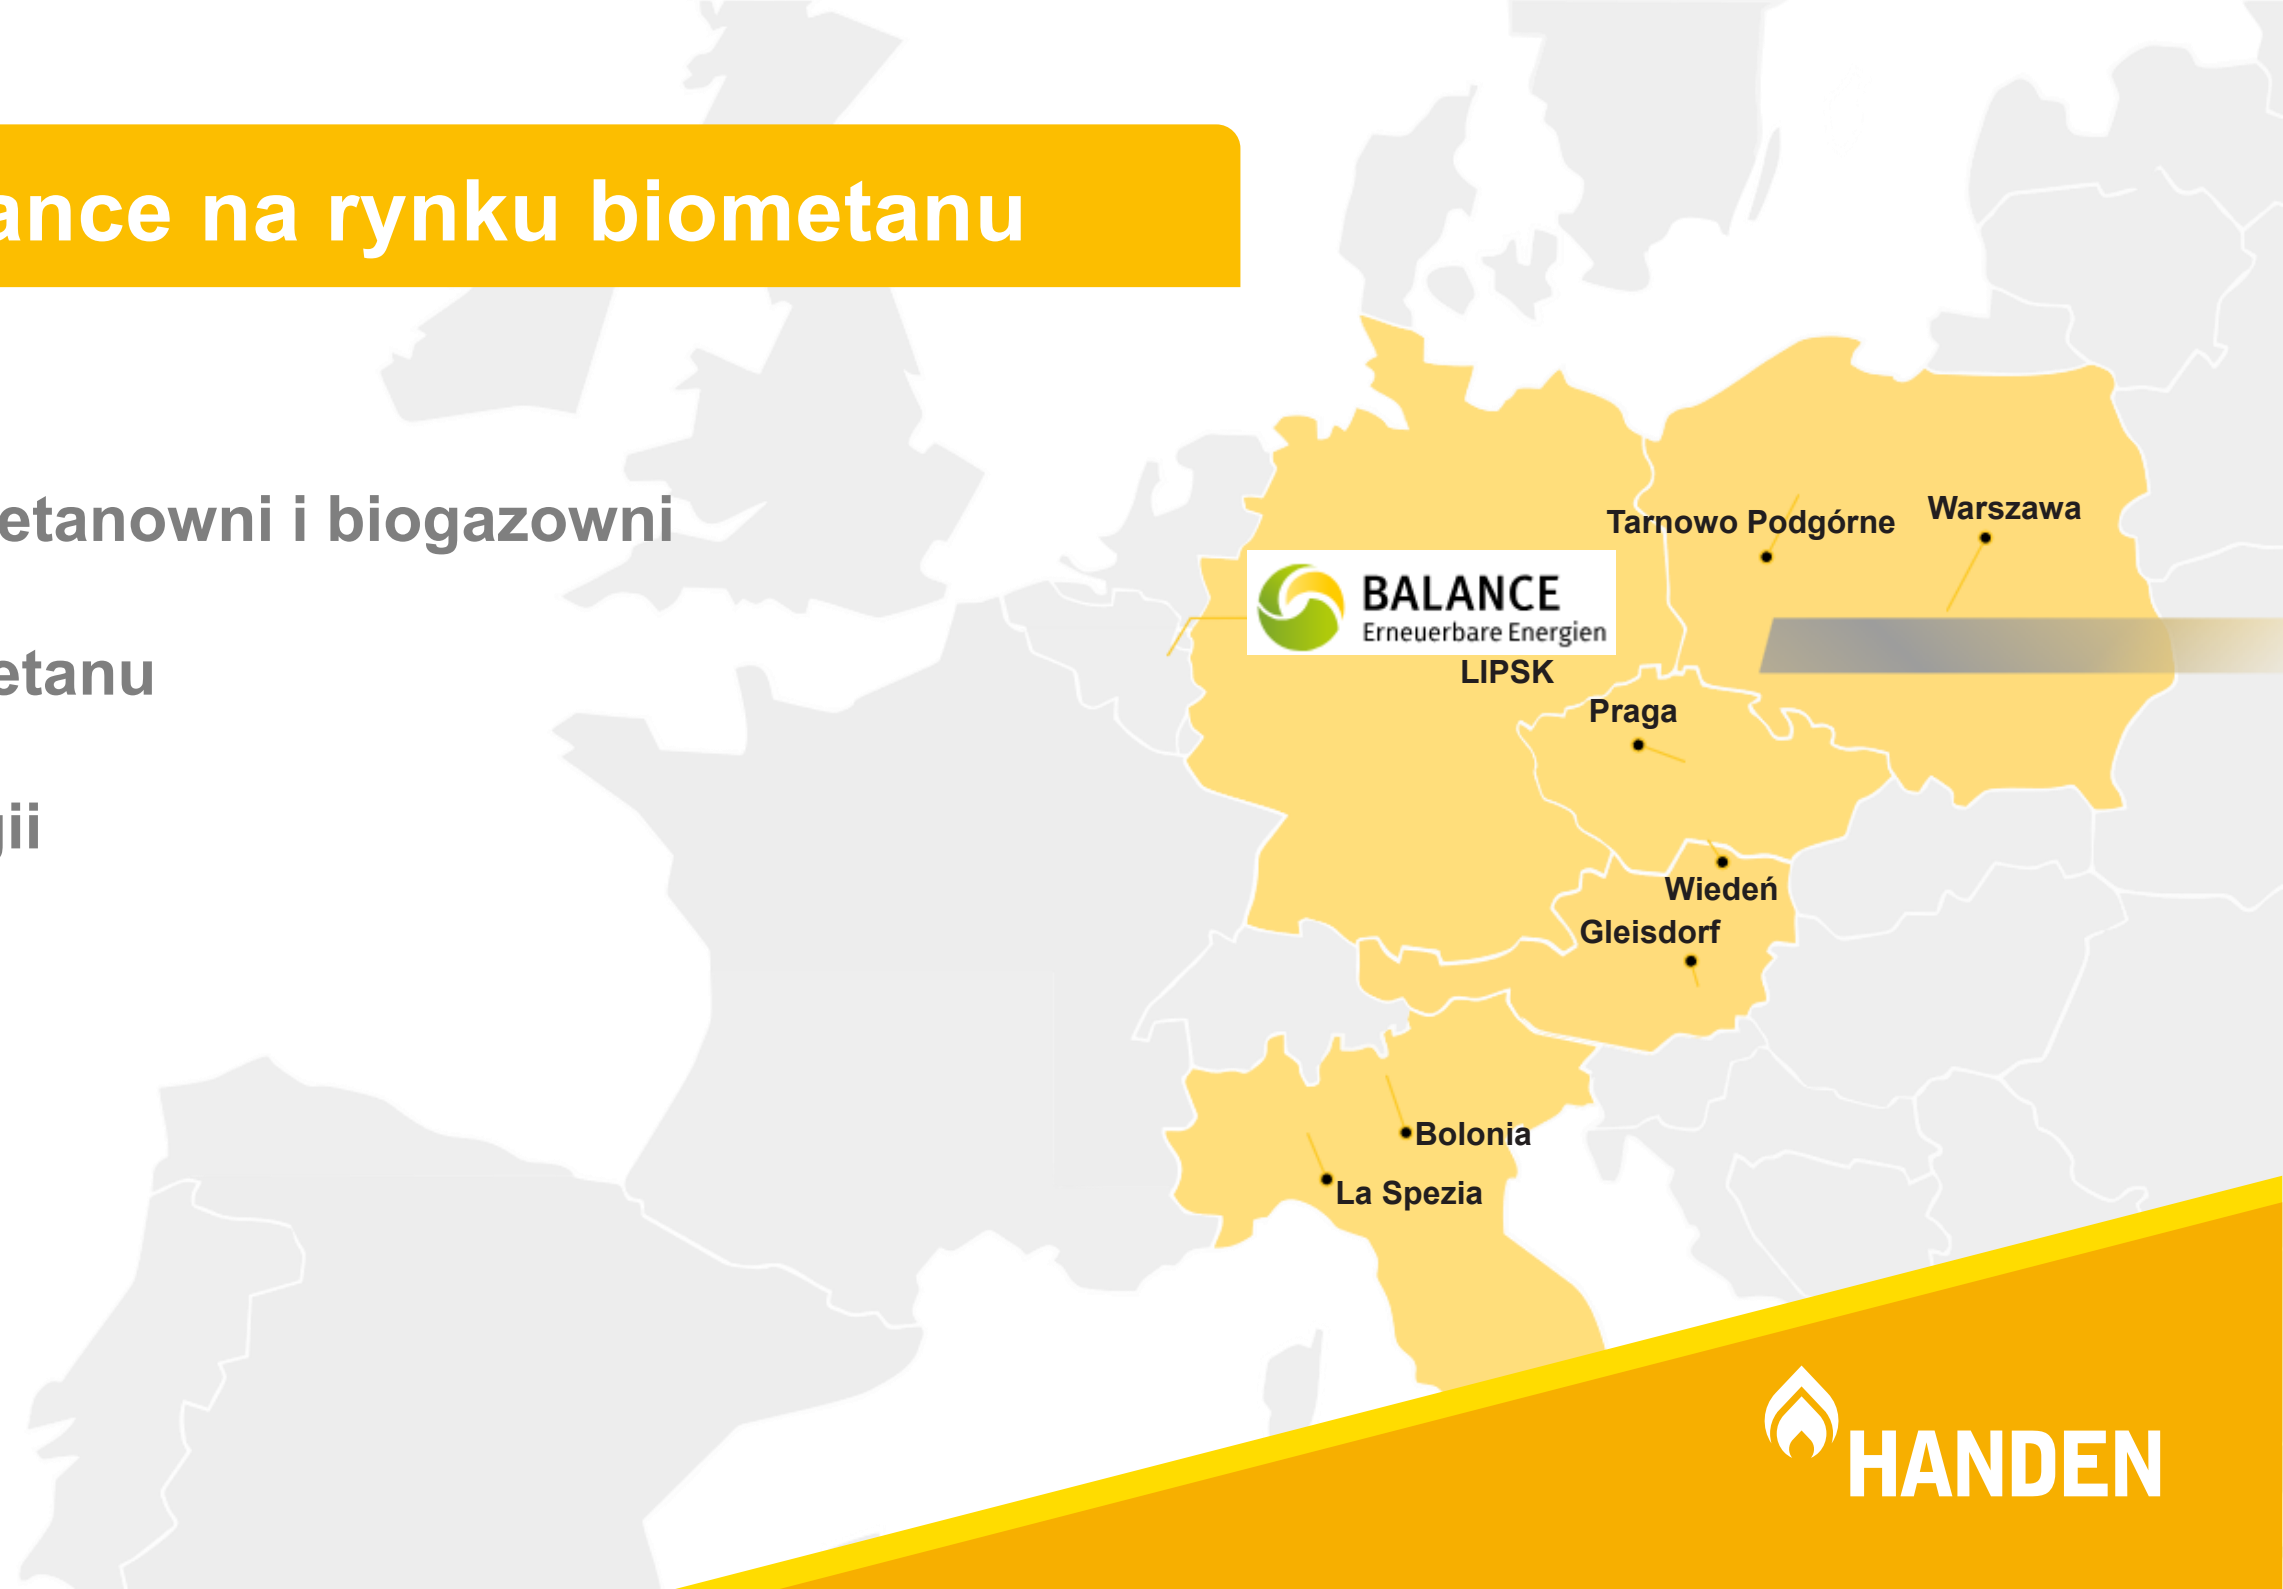 ance na rynku biometanu
etanowni i biogazowni
etanu
gii
Tarnowo Podgórne
Warszawa
BALANCE
Erneuerbare Energien
LIPSK
Praga
Wiedeń
Gleisdorf
Bolonia
La Spezia
HANDEN